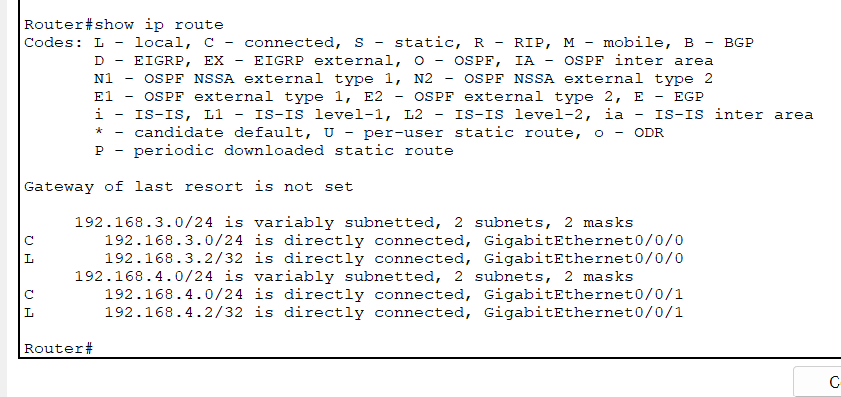 Router#show ip route
Codes: L - local, C - connected, S - static, R - RIP, M - mobile, B - BGP
D - EIGRP, EX - EIGRP external, O - OSPF, IA - OSPF inter area
N1 - OSPF NSSA external type 1, N2 - OSPF NSSA external type 2
E1 - OSPF external type 1, E2 - OSPF external type 2, E - EGP
i - IS-IS, L1 - IS-IS level-1, L2 - IS-IS level-2, ia - IS-IS inter area
* - candidate default, U - per-user static route, o - ODR
P - periodic downloaded static route
Gateway of last resort is not set
192.168.3.0/24 is variably subnetted, 2 subnets, 2 masks
C 192.168.3.0/24 is directly connected, GigabitEthernet0/0/0
L 192.168.3.2/32 is directly connected, GigabitEthernet0/0/0
192.168.4.0/24 is variably subnetted, 2 subnets, 2 masks
C 192.168.4.0/24 is directly connected, GigabitEthernet0/0/1
L 192.168.4.2/32 is directly connected, GigabitEthernet0/0/1
Router#